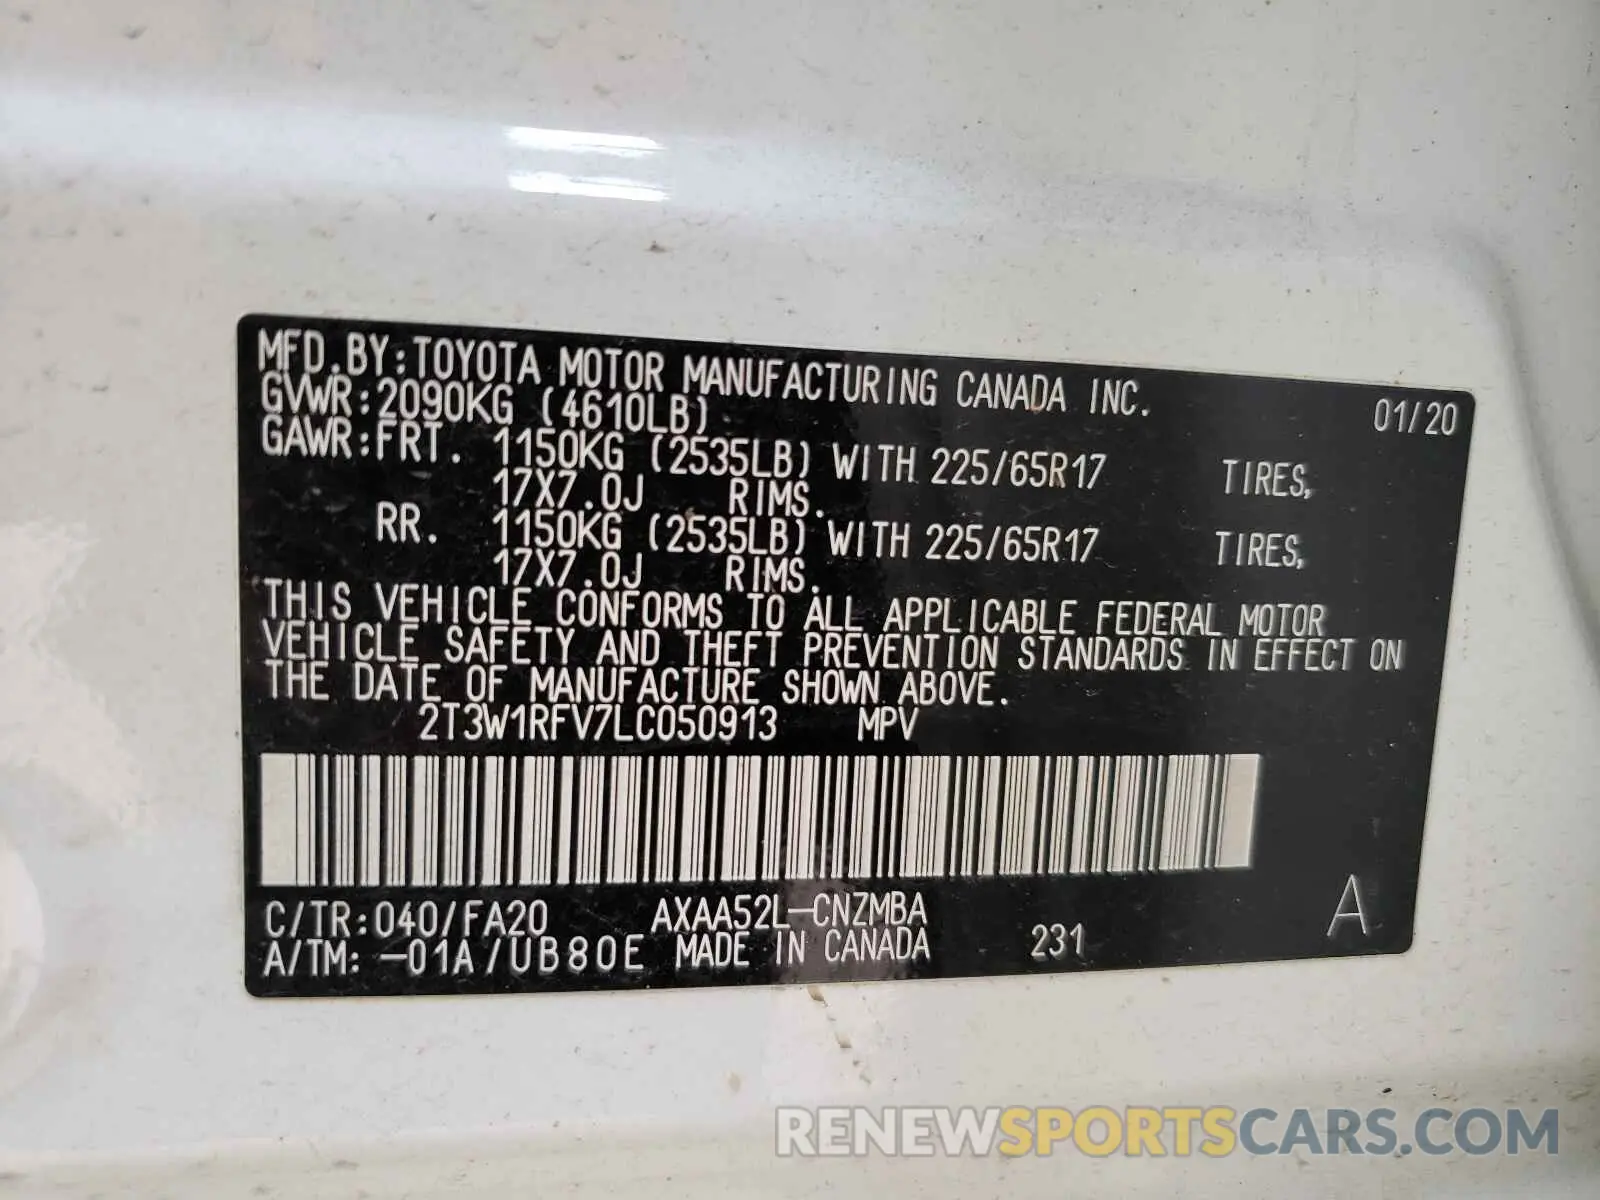 MFD.BY:TOYOTA MOTOR MANUFACTURING CANADA INC.
GVWR:2090KG (4610LB) 01/20
GAWR:FRT. 1150KG (2535LB) WITH 225/65R17 TIRES,
17X7.0J RIMS.
RR. 1150KG (2535LB) WITH 225/65R17 TIRES,
17X7.0J RIMS.
THIS VEHICLE CONFORMS TO ALL APPLICABLE FEDERAL MOTOR
VEHICLE SAFETY AND THEFT PREVENTION STANDARDS IN EFFECT ON
THE DATE OF MANUFACTURE SHOWN ABOVE.
2T3W1RFV7LC050913 MPV
C/TR:040/FA20 AXAA52L-CNZMBA A
A/TM: -01A/UB80E MADE IN CANADA 231
RENEWSPORTSCARS.COM